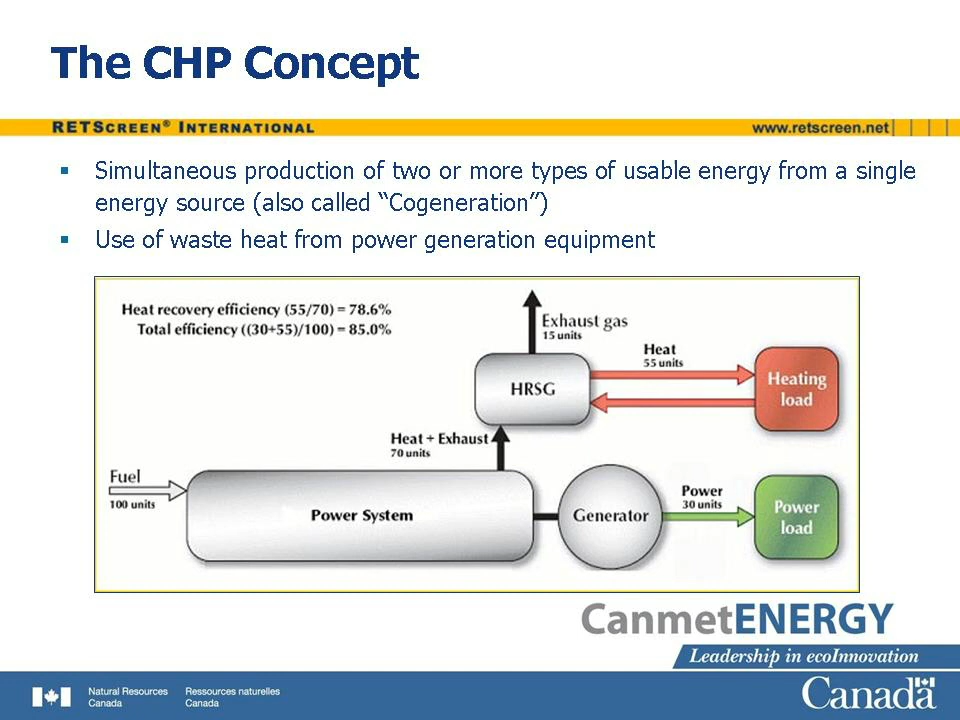 The CHP Concept
RETSCREEN® INTERNATIONAL
www.retscreen.net
Simultaneous production of two or more types of usable energy from a single
energy source (also called “Cogeneration”)
Use of waste heat from power generation equipment
Heat recovery efficiency (55/70) = 78.6%
Total efficiency ((30+55)/100) = 85.0%
Exhaust gas
15 units
Heat
55 units
HRSG
Heating
load
Heat + Exhaust
70 units
Fuel
100 units
Power System
Generator
Power
30 units
Power
load
CanmetENERGY
Leadership in ecoInnovation
Natural Resources
Canada
Ressources naturelles
Canada
Canada